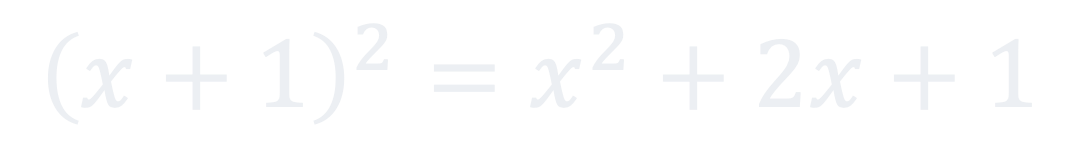 (x + 1)² = x² + 2x + 1